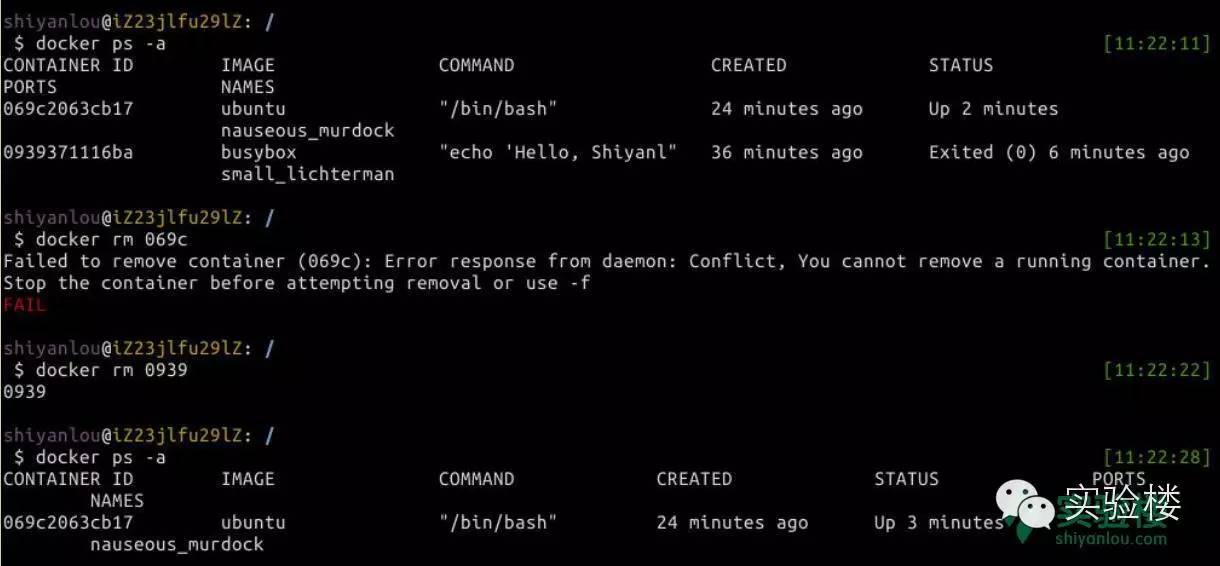 shiyanlou@iZ23jlfu29lZ: /
$ docker ps -a [11:22:11]
CONTAINER ID IMAGE COMMAND CREATED STATUS
PORTS NAMES
069c2063cb17 ubuntu "/bin/bash" 24 minutes ago Up 2 minutes
nauseous_murdock
0939371116ba busybox "echo 'Hello, Shiyanl" 36 minutes ago Exited (0) 6 minutes ago
small_lichterman
shiyanlou@iZ23jlfu29lZ: /
$ docker rm 069c [11:22:13]
Failed to remove container (069c): Error response from daemon: Conflict, You cannot remove a running container.
Stop the container before attempting removal or use -f
FAIL
shiyanlou@iZ23jlfu29lZ: /
$ docker rm 0939 [11:22:22]
0939
shiyanlou@iZ23jlfu29lZ: /
$ docker ps -a [11:22:28]
CONTAINER ID IMAGE COMMAND CREATED STATUS PORTS
NAMES
069c2063cb17 ubuntu "/bin/bash" 24 minutes ago Up 3 minutes
nauseous_murdock
实验楼
实验楼
shiyanlou.com